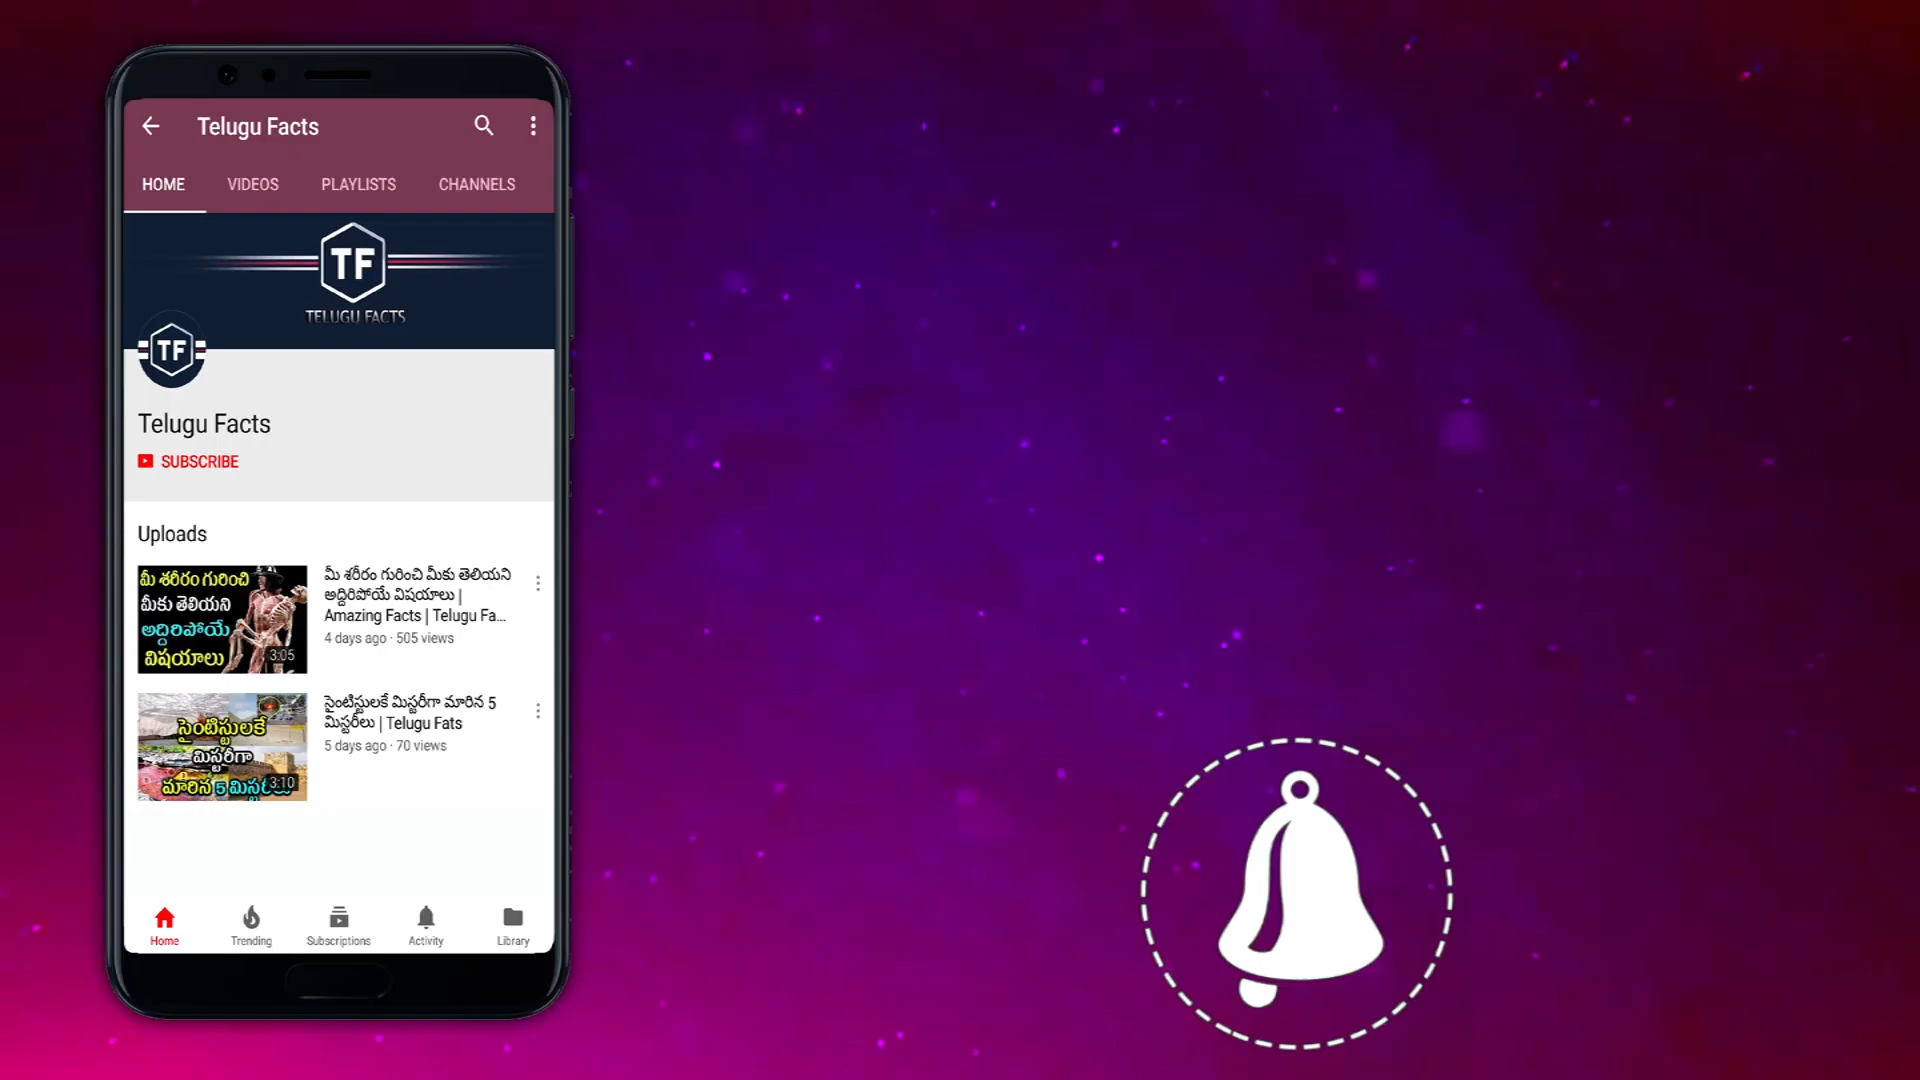 Telugu Facts
HOME VIDEOS PLAYLISTS CHANNELS
TF
TELUGU FACTS
TF
Telugu Facts
SUBSCRIBE
Uploads
మీ శరీరం గురించి
మీకు తెలియని
అద్దిరిపోయే
విషయాలు
3:05
మీ శరీరం గురించి మీకు తెలియని
అద్దిరిపోయే విషయాలు |
Amazing Facts | Telugu Fa...
4 days ago · 505 views
సైంటిస్టులకే
మిస్టరీగా
మారిన 5
3:10
సైంటిస్టులకే మిస్టరీగా మారిన 5
మిస్టరీలు | Telugu Fats
5 days ago · 70 views
Home Trending Subscriptions Activity Library